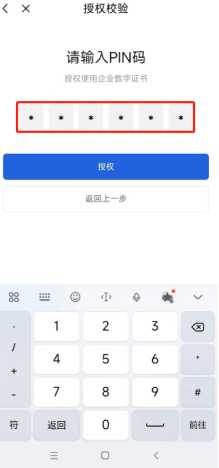 授权校验
请输入PIN码
授权使用企业数字证书
* * * * * *
授权
返回上一步
· 1 2 3
/ 4 5 6 ·
+
- 7 8 9 #
符 返回 0 前往